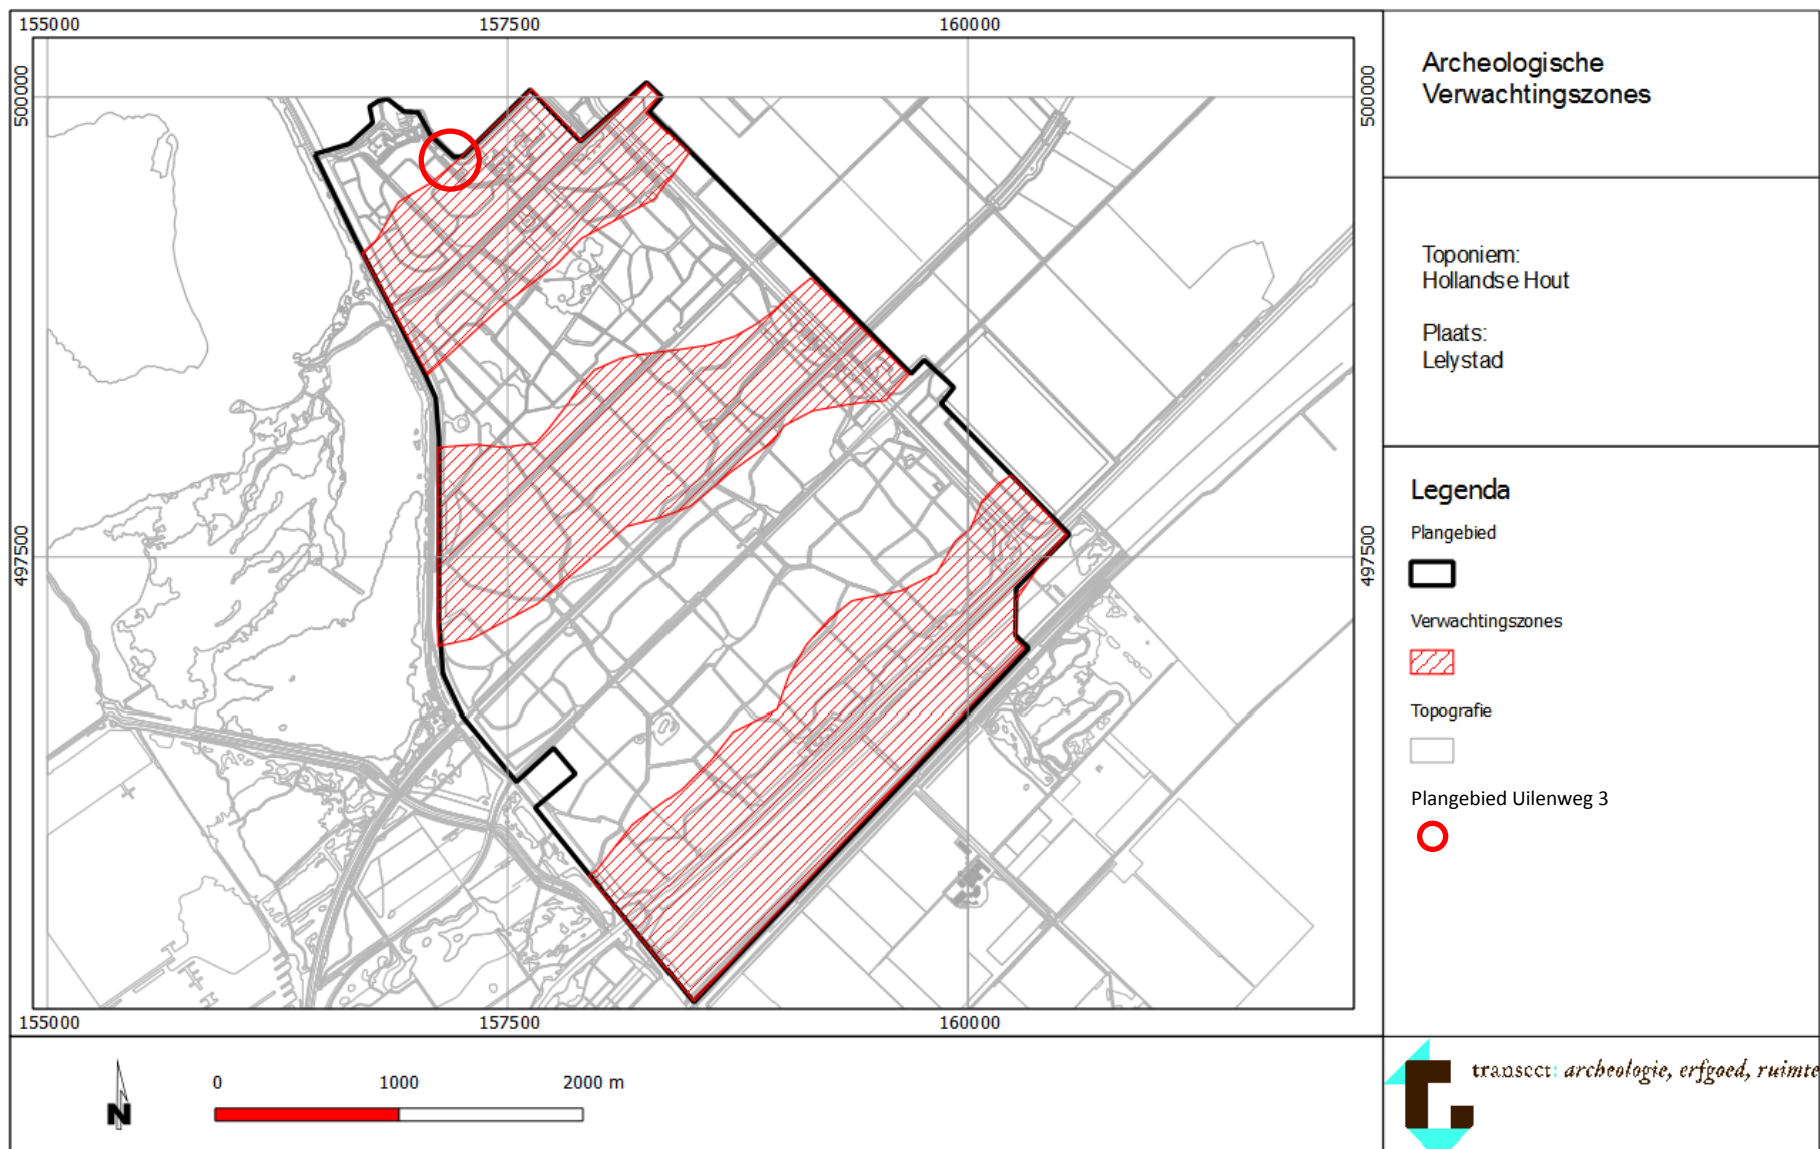 155000
157500
160000
500000
500000
497500
497500
155000
157500
160000
Archeologische
Verwachtingszones
Toponiem:
Hollandse Hout
Plaats:
Lelystad
Legenda
Plangebied
Verwachtingszones
Topografie
Plangebied Uilenweg 3
N
0
1000
2000 m
transect: archeologie, erfgoed, ruimte